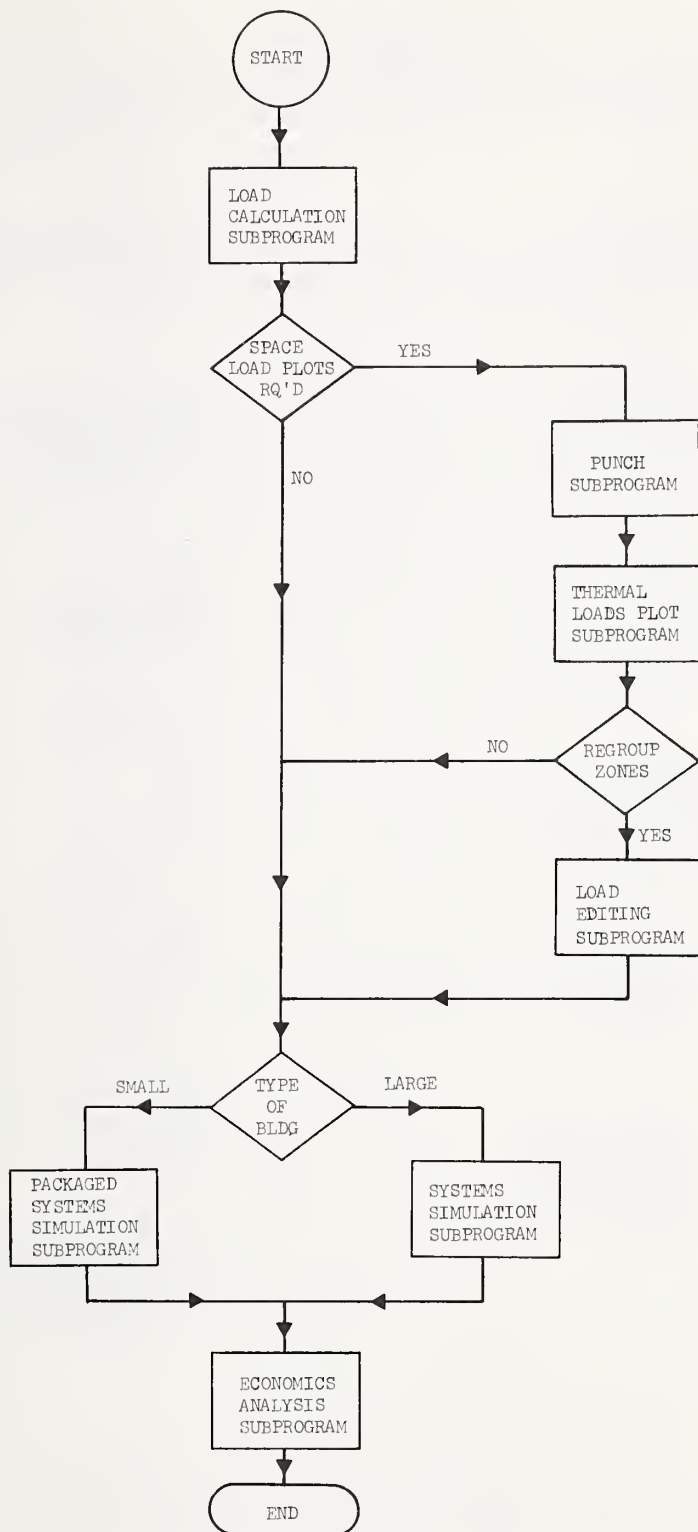 START
LOAD
CALCULATION
SUBPROGRAM
SPACE
LOAD PLOTS
RQ'D
YES
NO
PUNCH
SUBPROGRAM
THERMAL
LOADS PLOT
SUBPROGRAM
REGROUP
ZONES
NO
YES
LOAD
EDITING
SUBPROGRAM
TYPE
OF
BLDG
SMALL
LARGE
PACKAGED
SYSTEMS
SIMULATION
SUBPROGRAM
SYSTEMS
SIMULATION
SUBPROGRAM
ECONOMICS
ANALYSIS
SUBPROGRAM
END